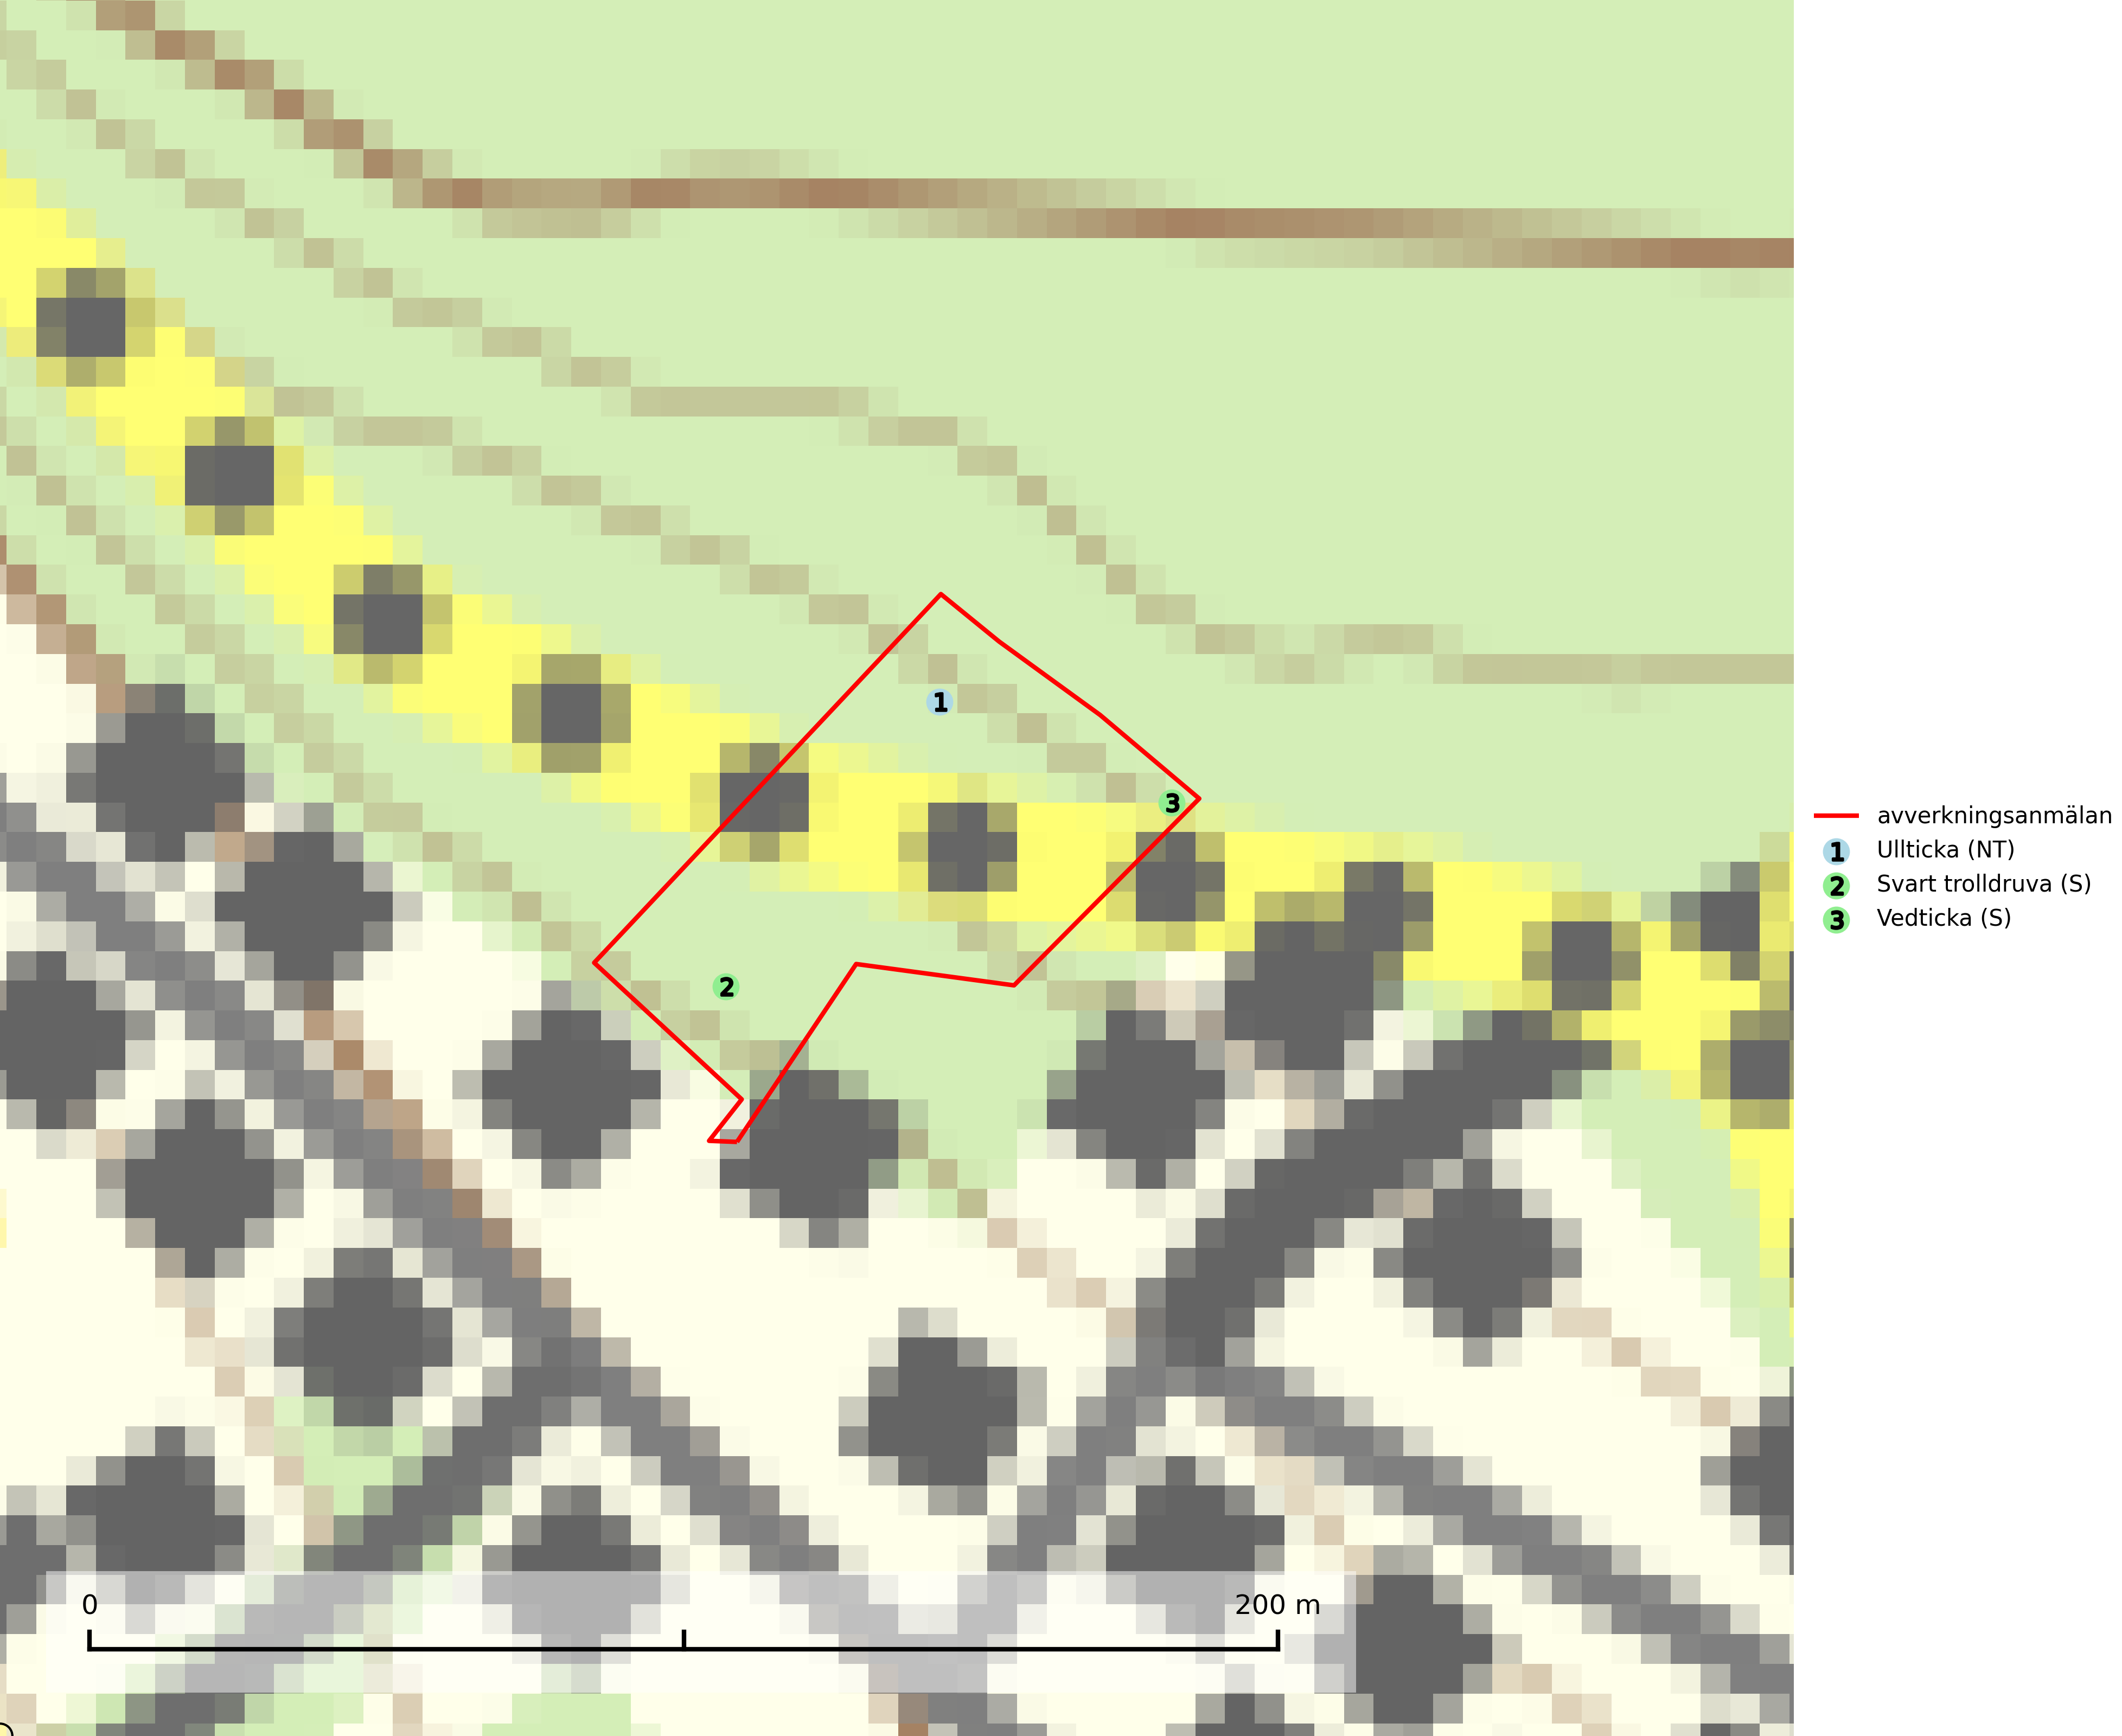 1
3
2
avverkningsanmälan
1 Ullticka (NT)
2 Svart trolldruva (S)
3 Vedticka (S)
0 200 m